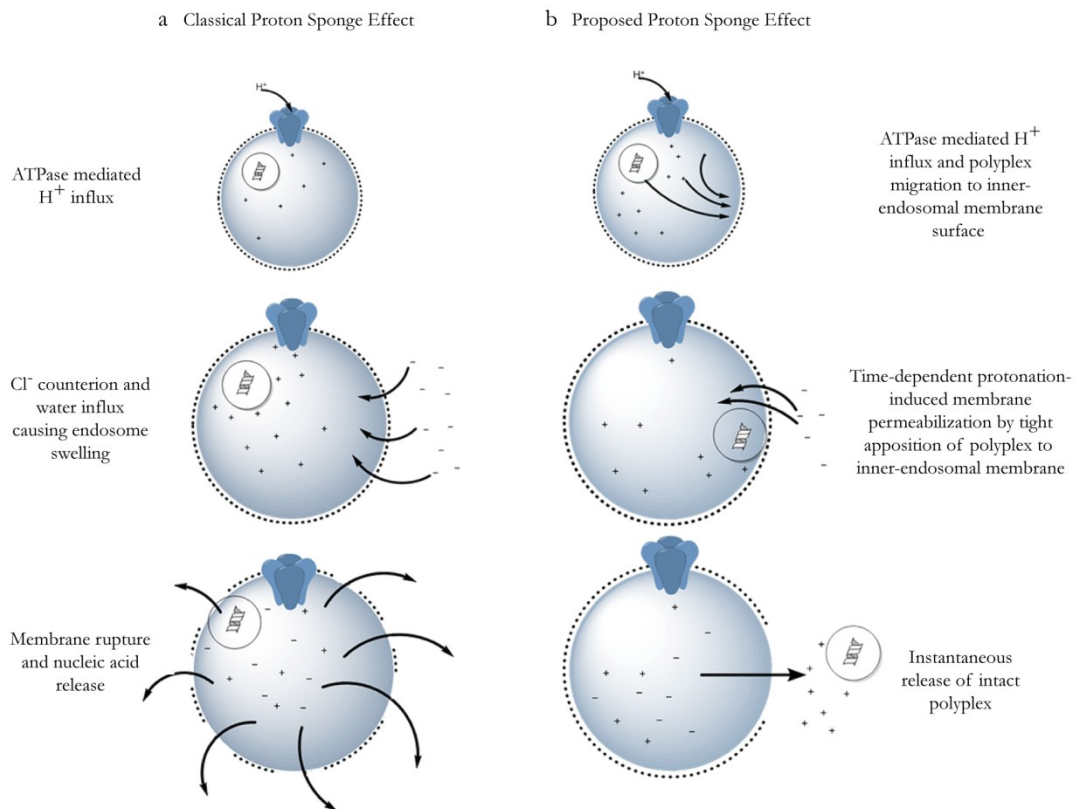 a Classical Proton Sponge Effect
b Proposed Proton Sponge Effect
H⁺
H⁺
ATPase mediated
H⁺ influx
ATPase mediated H⁺
influx and polyplex
migration to inner-
endosomal membrane
surface
Cl⁻ counterion and
water influx
causing endosome
swelling
Time-dependent protonation-
induced membrane
permeabilization by tight
apposition of polyplex to
inner-endosomal membrane
Membrane rupture
and nucleic acid
release
Instantaneous
release of intact
polyplex